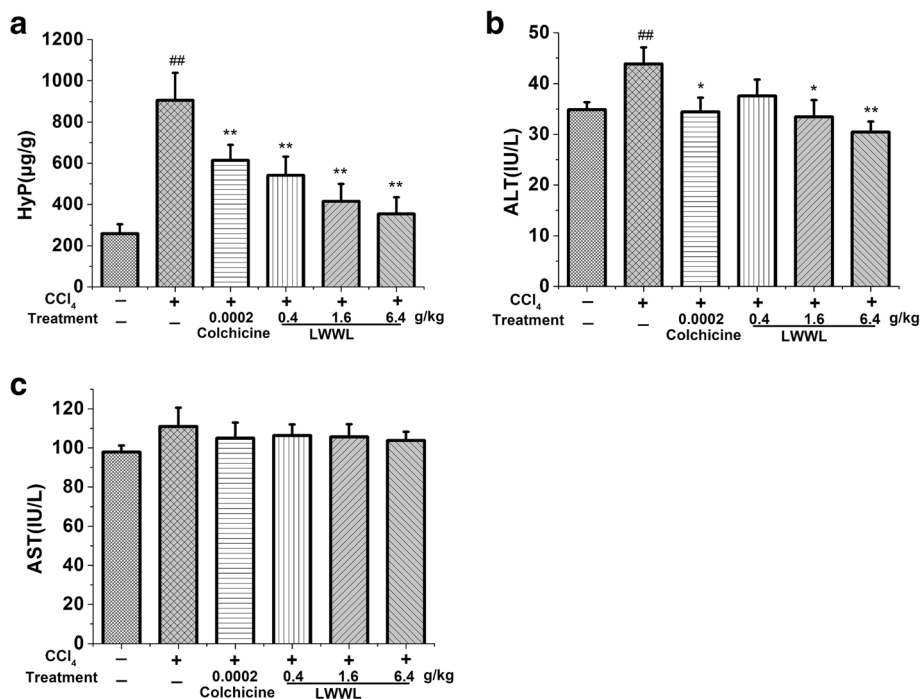 a
1200
1000
800
600
400
200
0
HyP(µg/g)
##
**
**
**
**
CCl₄ – + + + + +
Treatment – – 0.0002 0.4 1.6 6.4 g/kg
Colchicine LWWL
b
50
40
30
20
10
0
ALT(IU/L)
##
*
*
**
CCl₄ – + + + + +
Treatment – – 0.0002 0.4 1.6 6.4 g/kg
Colchicine LWWL
c
120
100
80
60
40
20
0
AST(IU/L)
CCl₄ – + + + + +
Treatment – – 0.0002 0.4 1.6 6.4 g/kg
Colchicine LWWL